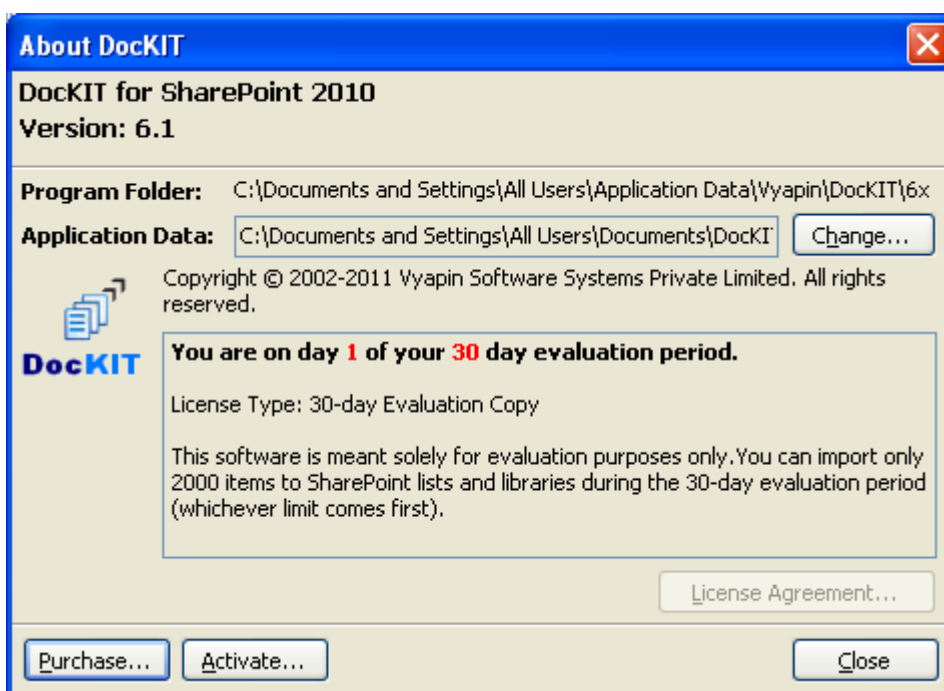 About DocKIT
DocKIT for SharePoint 2010
Version: 6.1
Program Folder: C:\Documents and Settings\All Users\Application Data\Vyapin\DocKIT\6x
Application Data: C:\Documents and Settings\All Users\Documents\DocKI
Change...
Copyright © 2002-2011 Vyapin Software Systems Private Limited. All rights
reserved.
DocKIT
You are on day 1 of your 30 day evaluation period.
License Type: 30-day Evaluation Copy
This software is meant solely for evaluation purposes only.You can import only
2000 items to SharePoint lists and libraries during the 30-day evaluation period
(whichever limit comes first).
License Agreement...
Purchase... Activate... Close